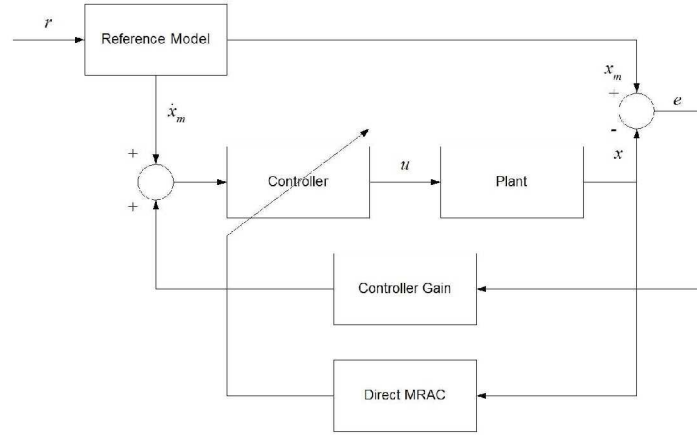 r
Reference Model
x_m
+
e
ẋ_m
-
x
+
Controller
u
Plant
+
Controller Gain
Direct MRAC